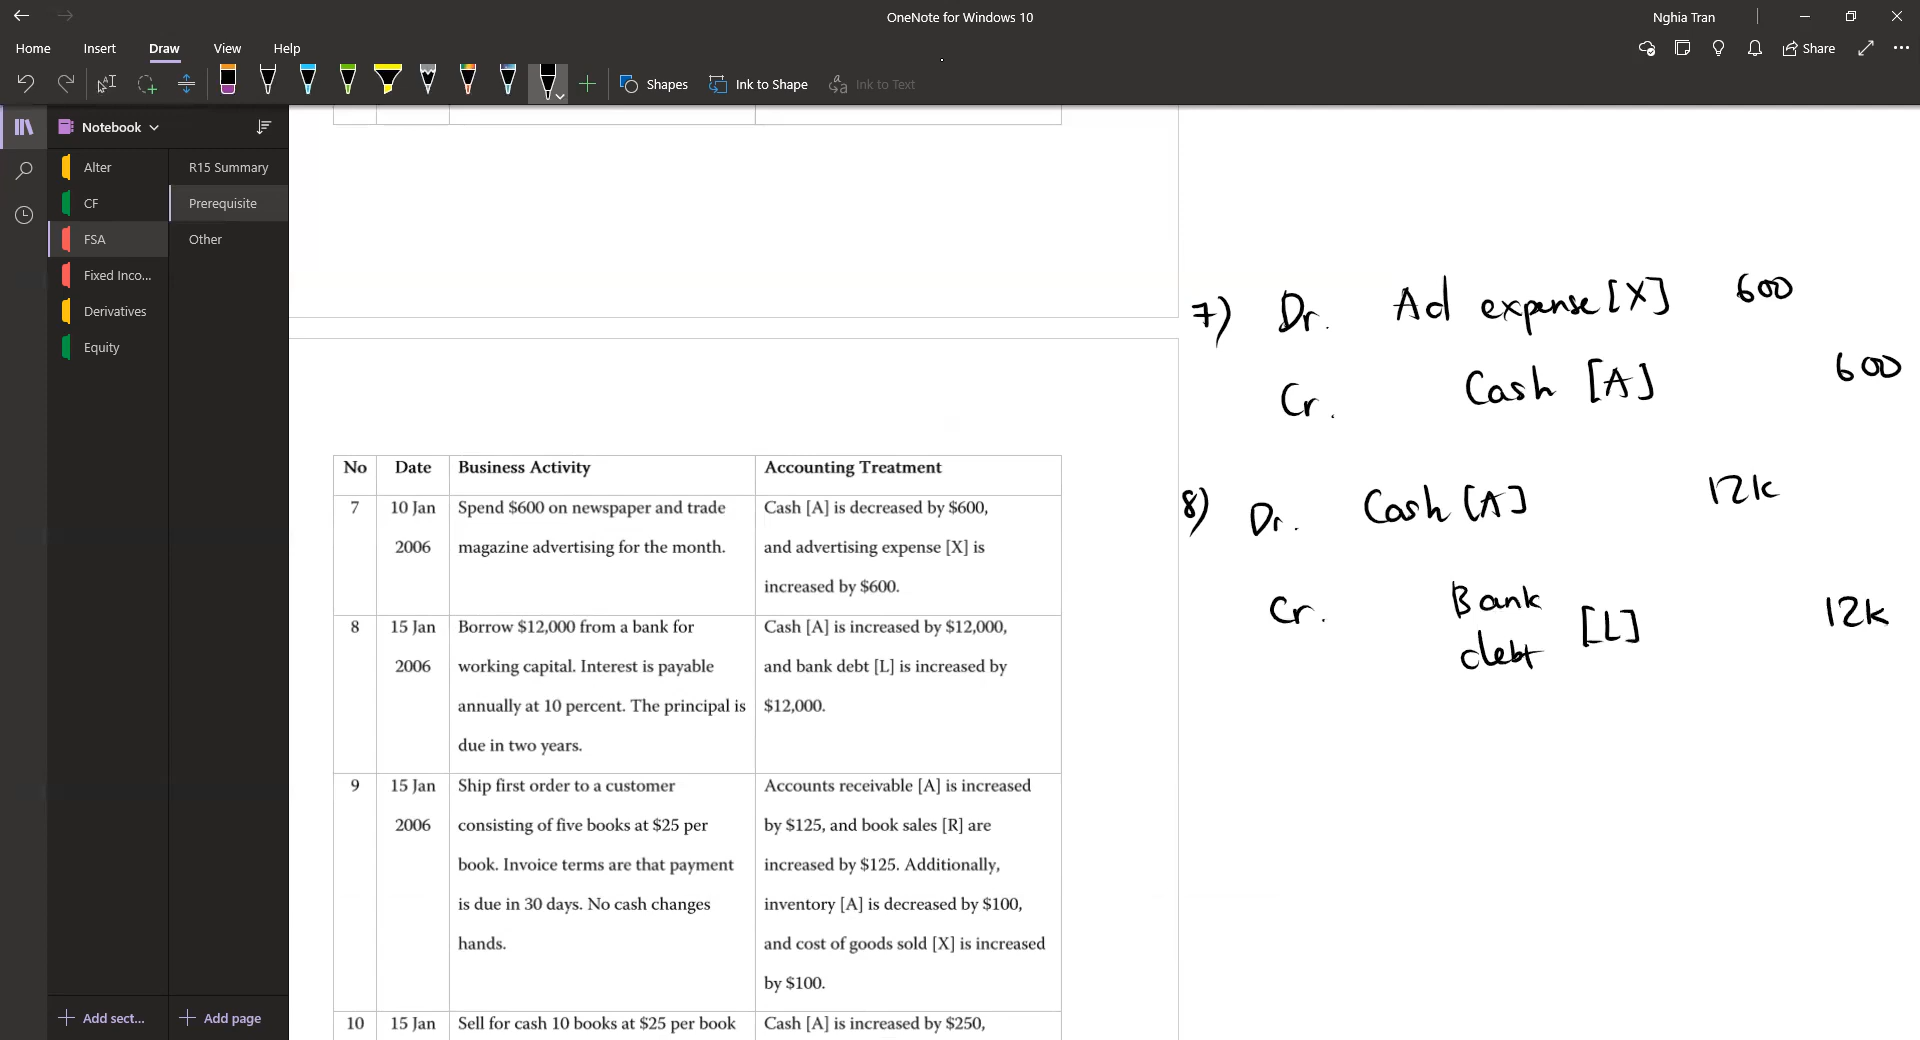 OneNote for Windows 10
Nghia Tran
Home Insert Draw View Help
Share
Shapes Ink to Shape Ink to Text
Notebook
Alter
CF
FSA
Fixed Inco...
Derivatives
Equity
R15 Summary
Prerequisite
Other
Add sect...
Add page
No Date Business Activity Accounting Treatment
7 10 Jan Spend $600 on newspaper and trade Cash [A] is decreased by $600,
2006 magazine advertising for the month. and advertising expense [X] is
increased by $600.
8 15 Jan Borrow $12,000 from a bank for Cash [A] is increased by $12,000,
2006 working capital. Interest is payable and bank debt [L] is increased by
annually at 10 percent. The principal is $12,000.
due in two years.
9 15 Jan Ship first order to a customer Accounts receivable [A] is increased
2006 consisting of five books at $25 per by $125, and book sales [R] are
book. Invoice terms are that payment increased by $125. Additionally,
is due in 30 days. No cash changes inventory [A] is decreased by $100,
hands. and cost of goods sold [X] is increased
by $100.
10 15 Jan Sell for cash 10 books at $25 per book Cash [A] is increased by $250,
7) Dr. Ad expense [X] 600
Cr. Cash [A] 600
8) Dr. Cash [A] 12k
Cr. Bank debt [L] 12k